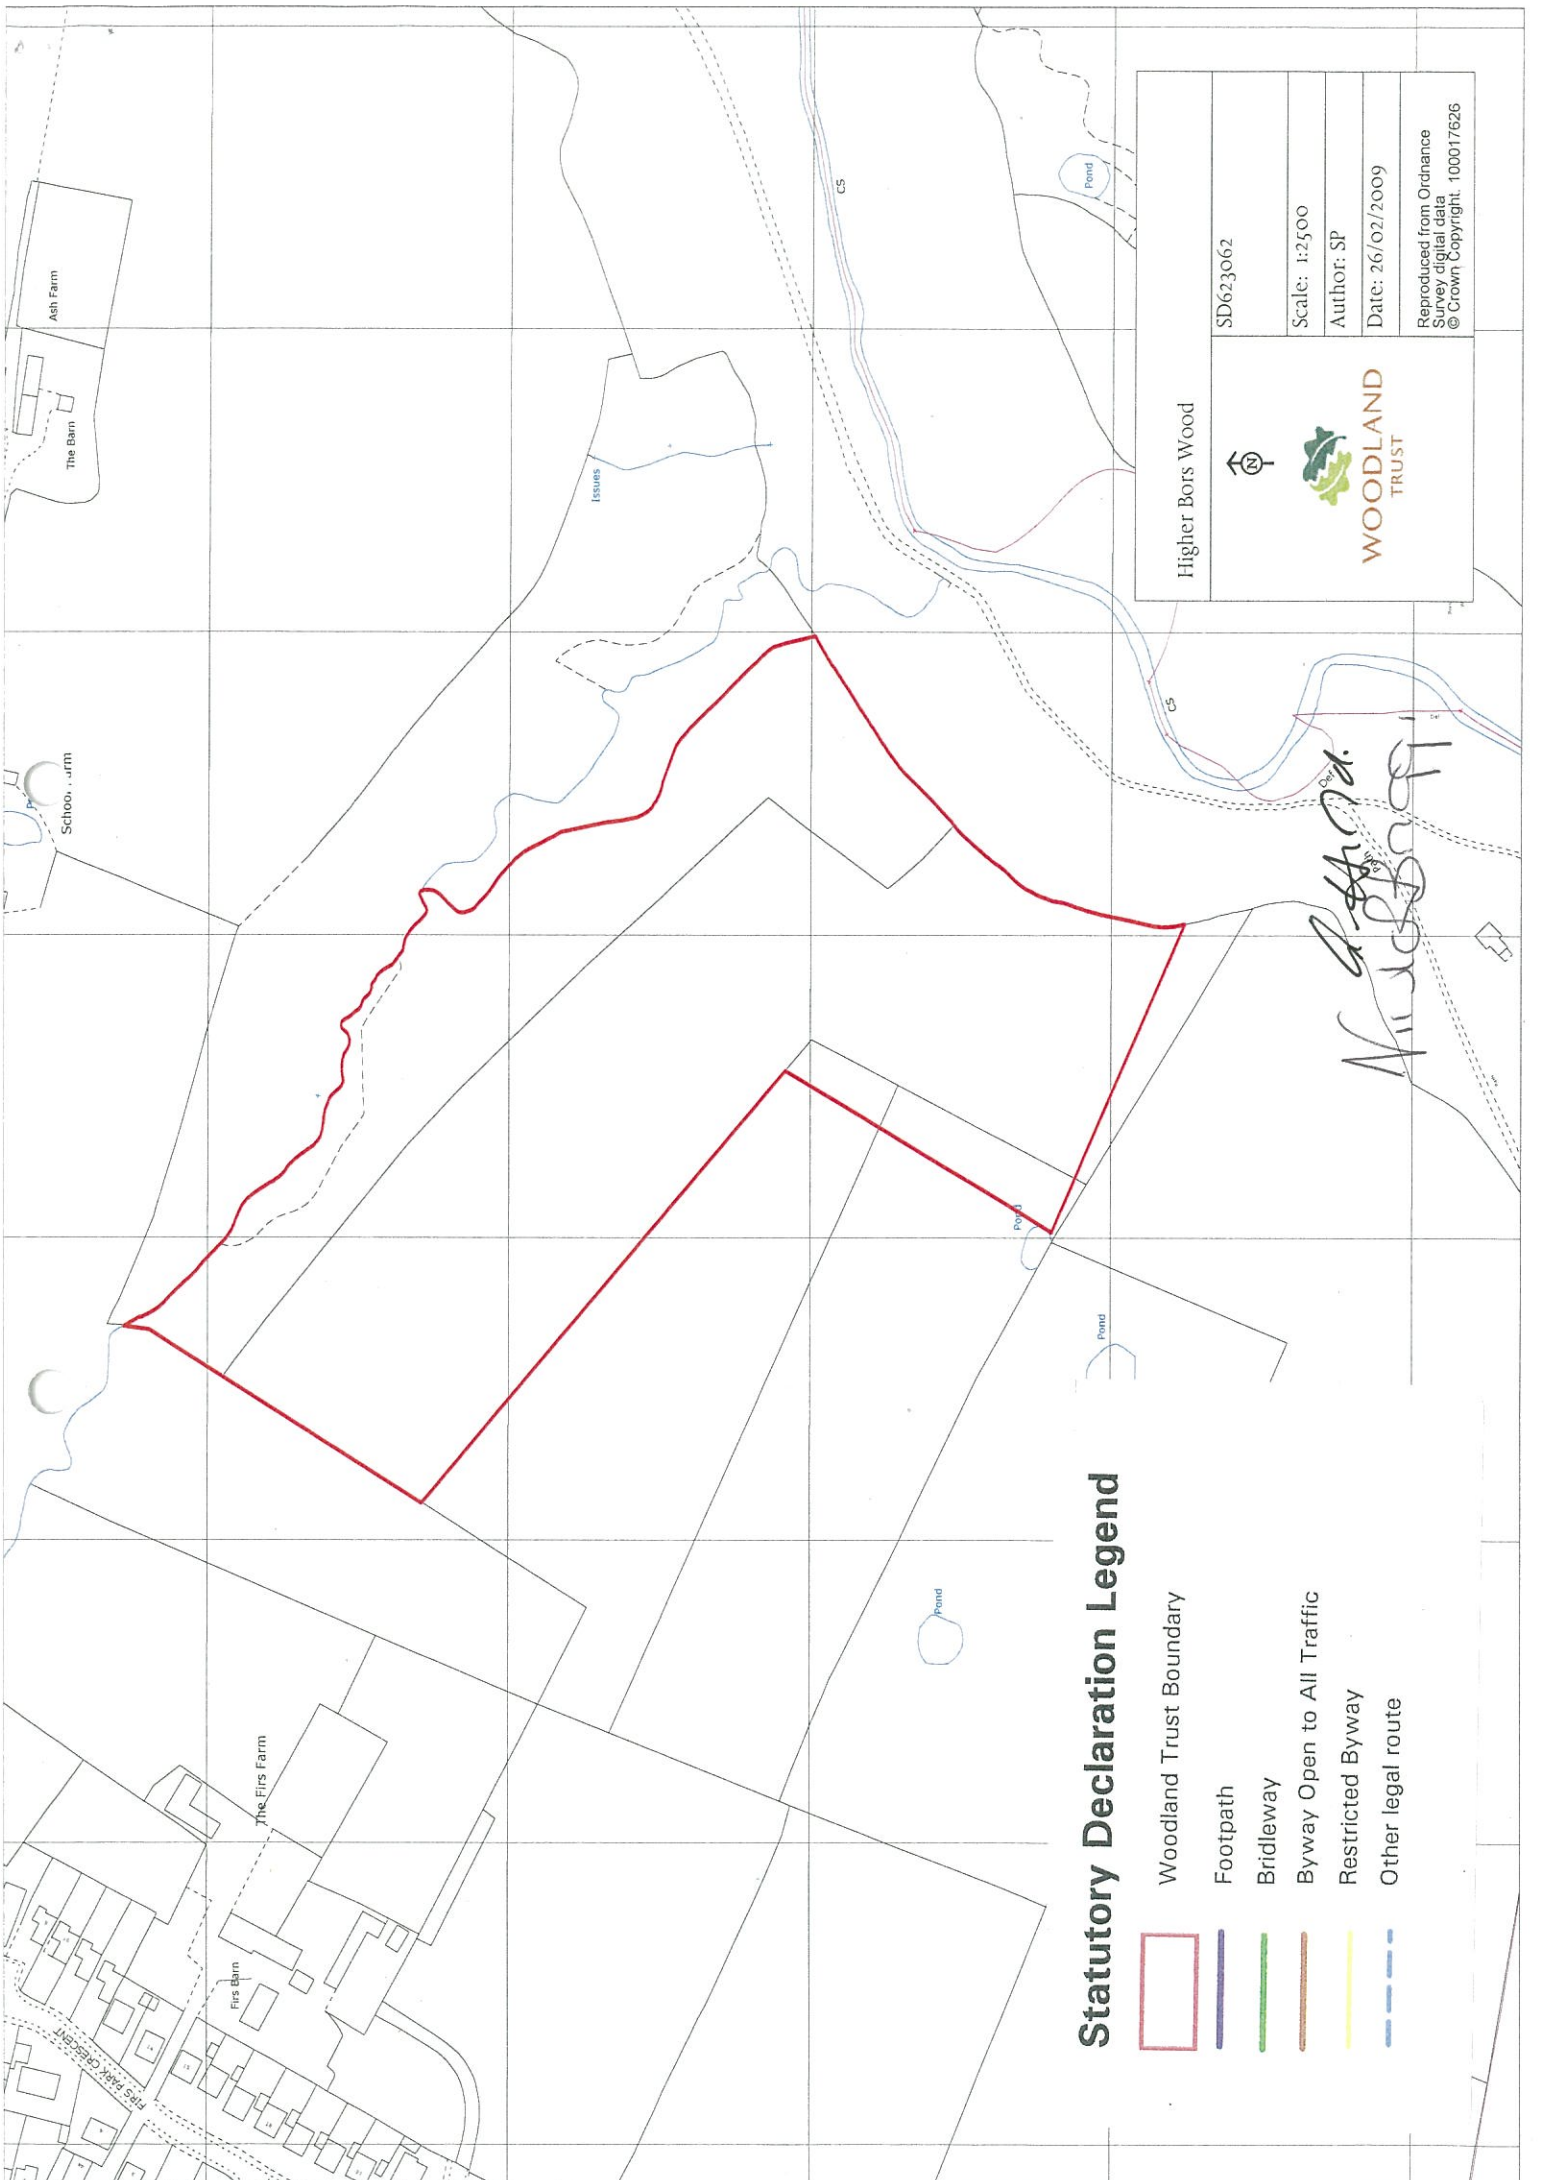 Higher Bors Wood
SD623062
Scale: 1:2500
Author: SP
Date: 26/02/2009
Reproduced from Ordnance
Survey digital data
© Crown Copyright. 100017626
N
WOODLAND
TRUST
Statutory Declaration Legend
Woodland Trust Boundary
Footpath
Bridleway
Byway Open to All Traffic
Restricted Byway
Other legal route
FIRS PARK CRESCENT
Firs Barn
The Firs Farm
The Barn
Ash Farm
Issues
Pond
Pond
Pond
Pond
CS
CS
Def
Path